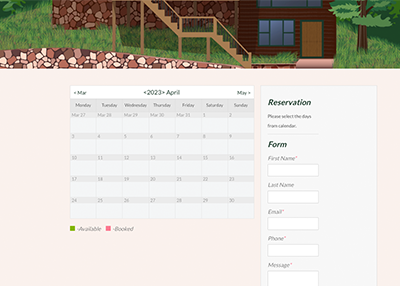 < Mar <2023> April May >
Monday Tuesday Wednesday Thursday Friday Saturday Sunday
Mar 27 Mar 28 Mar 29 Mar 30 Mar 31 1 2
3 4 5 6 7 8 9
10 11 12 13 14 15 16
17 18 19 20 21 22 23
24 25 26 27 28 29 30
-Available -Booked
Reservation
Please select the days
from calendar.
Form
First Name*
Last Name
Email*
Phone*
Message*